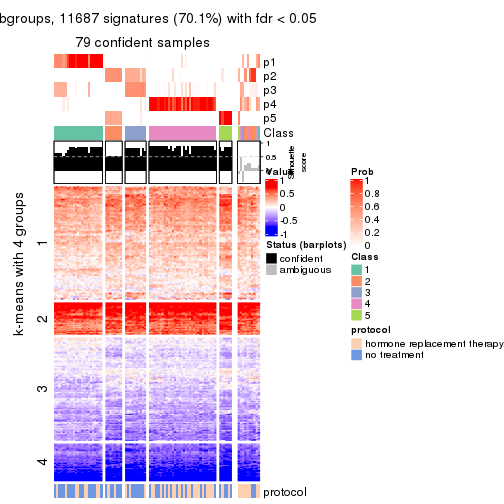 bgroups, 11687 signatures (70.1%) with fdr < 0.05
79 confident samples
p1
p2
p3
p4
p5
Class
1
0.5
0
Silhouette
score
k-means with 4 groups
1
2
3
4
protocol
Value
1
0.5
0
-0.5
-1
Status (barplots)
confident
ambiguous
Prob
1
0.8
0.6
0.4
0.2
0
Class
1
2
3
4
5
protocol
hormone replacement therapy
no treatment